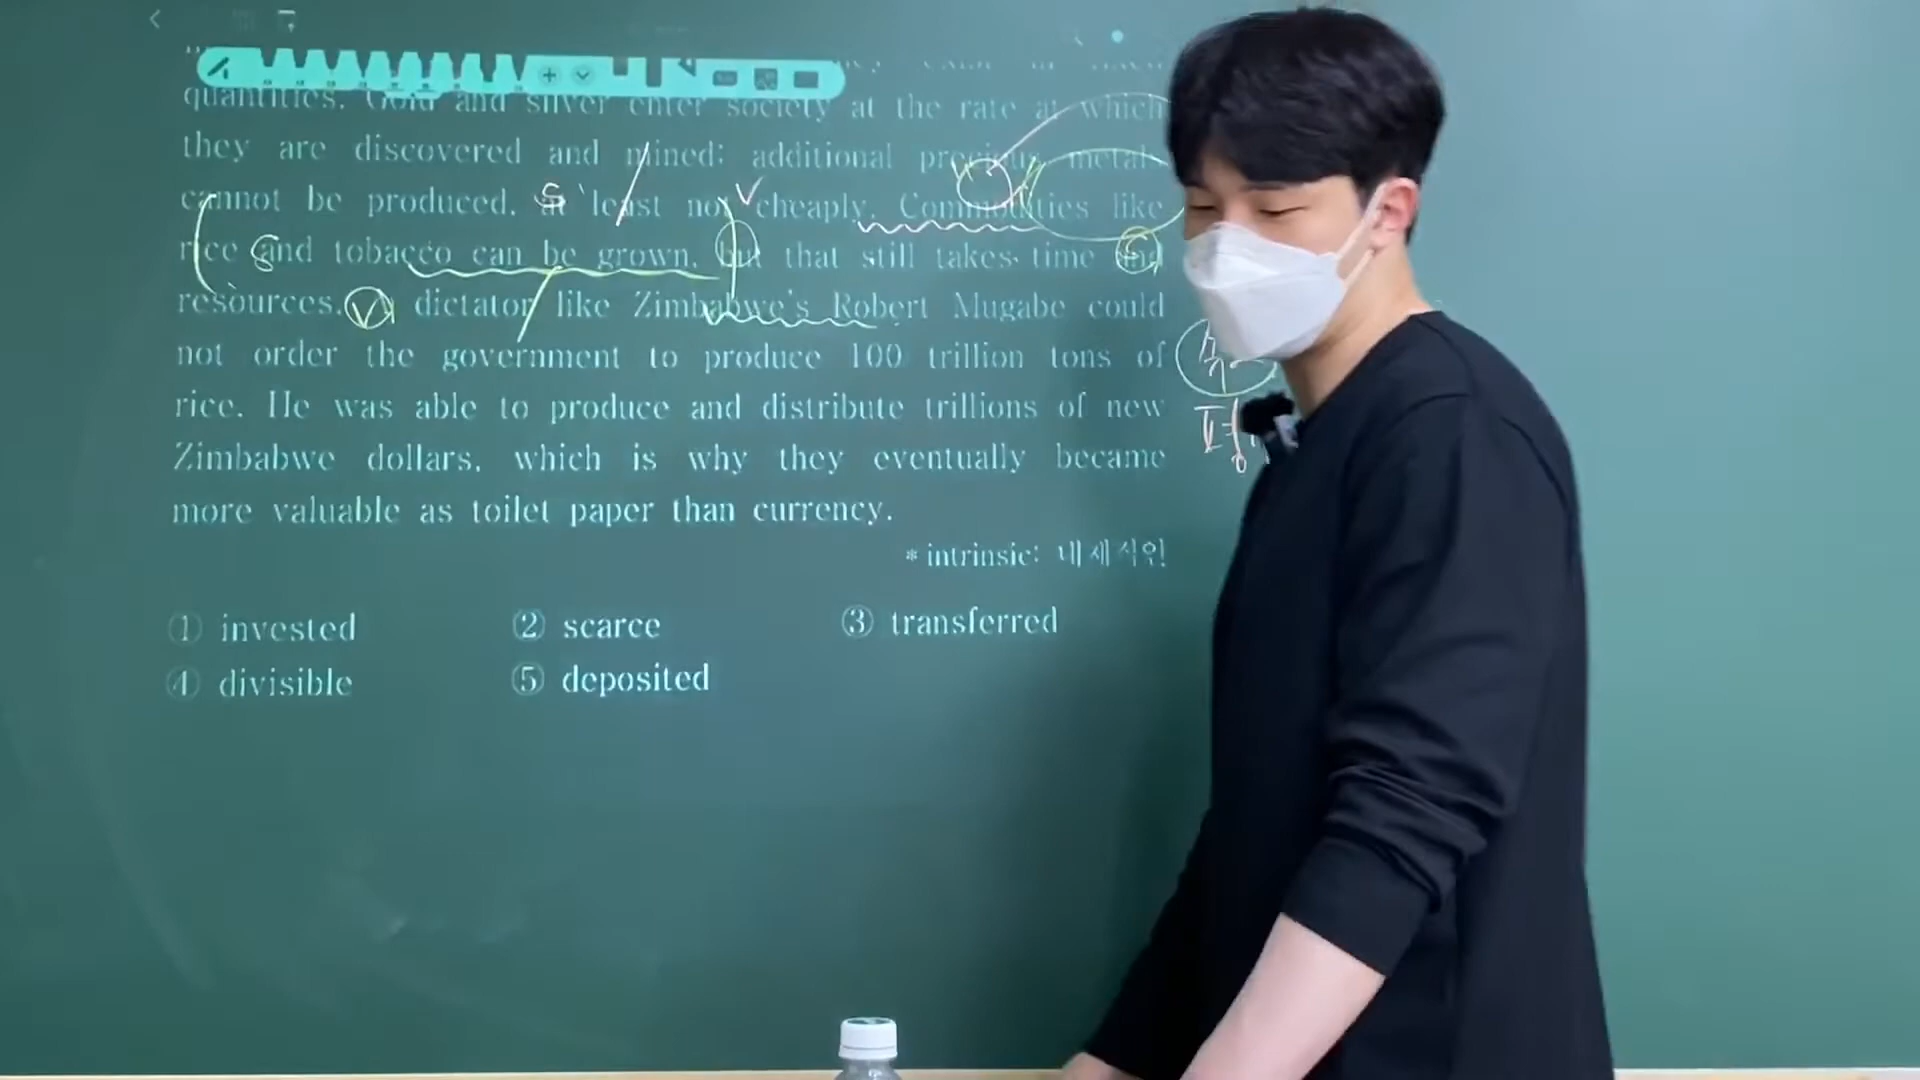 quantities. Gold and silver enter society at the rate at which
they are discovered and mined; additional precious metals
cannot be produced, at least not cheaply. Commodities like
rice and tobacco can be grown, but that still takes time and
resources. A dictator like Zimbabwe's Robert Mugabe could
not order the government to produce 100 trillion tons of
rice. He was able to produce and distribute trillions of new
Zimbabwe dollars, which is why they eventually became
more valuable as toilet paper than currency.
* intrinsic: 내재적인
① invested ② scarce ③ transferred
④ divisible ⑤ deposited